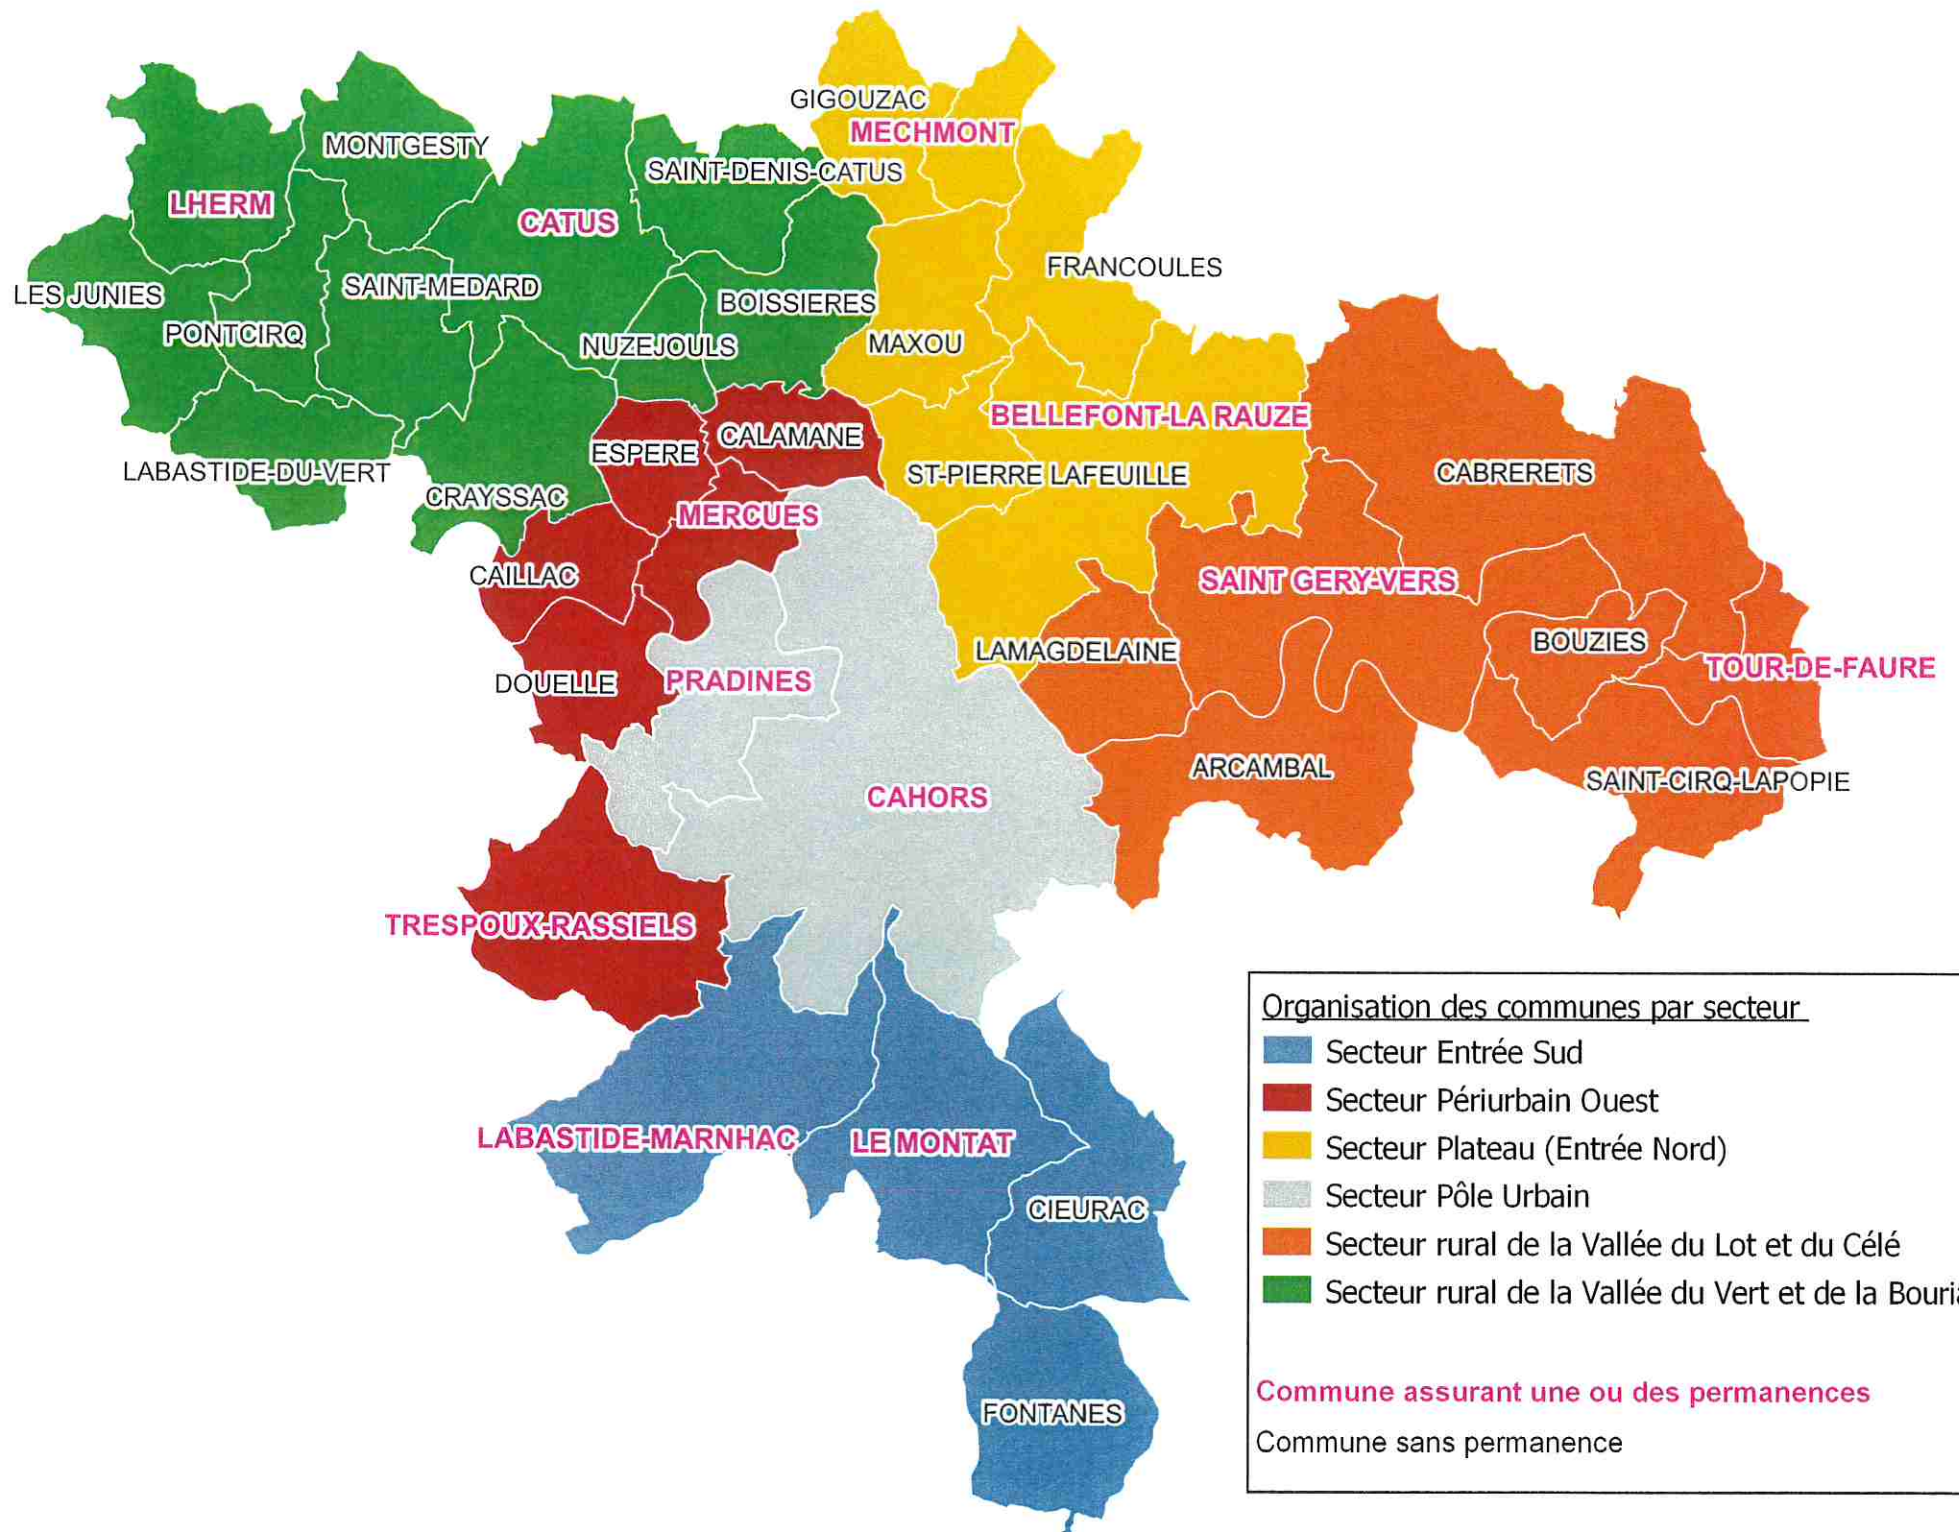 GIGOUZAC
MECHMONT
MONTGESTY
SAINT-DENIS-CATUS
LHERM
CATUS
FRANCOULES
LES JUNIES
SAINT-MEDARD
BOISSIERES
PONTCIRQ
NUZEJOULS
MAXOU
BELLEFONT-LA RAUZE
CALAMANE
ESPERE
LABASTIDE-DU-VERT
ST-PIERRE LAFEUILLE
CABRERETS
CRAYSSAC
MERCUES
CAILLAC
SAINT GERY-VERS
BOUZIES
LAMAGDELAINE
TOUR-DE-FAURE
DOUELLE
PRADINES
ARCAMBAL
SAINT-CIRQ-LAPOPIE
CAHORS
TRESPOUX-RASSIELS
LABASTIDE-MARNHAC
LE MONTAT
CIEURAC
FONTANES
Organisation des communes par secteur
Secteur Entrée Sud
Secteur Périurbain Ouest
Secteur Plateau (Entrée Nord)
Secteur Pôle Urbain
Secteur rural de la Vallée du Lot et du Célé
Secteur rural de la Vallée du Vert et de la Bouria
Commune assurant une ou des permanences
Commune sans permanence